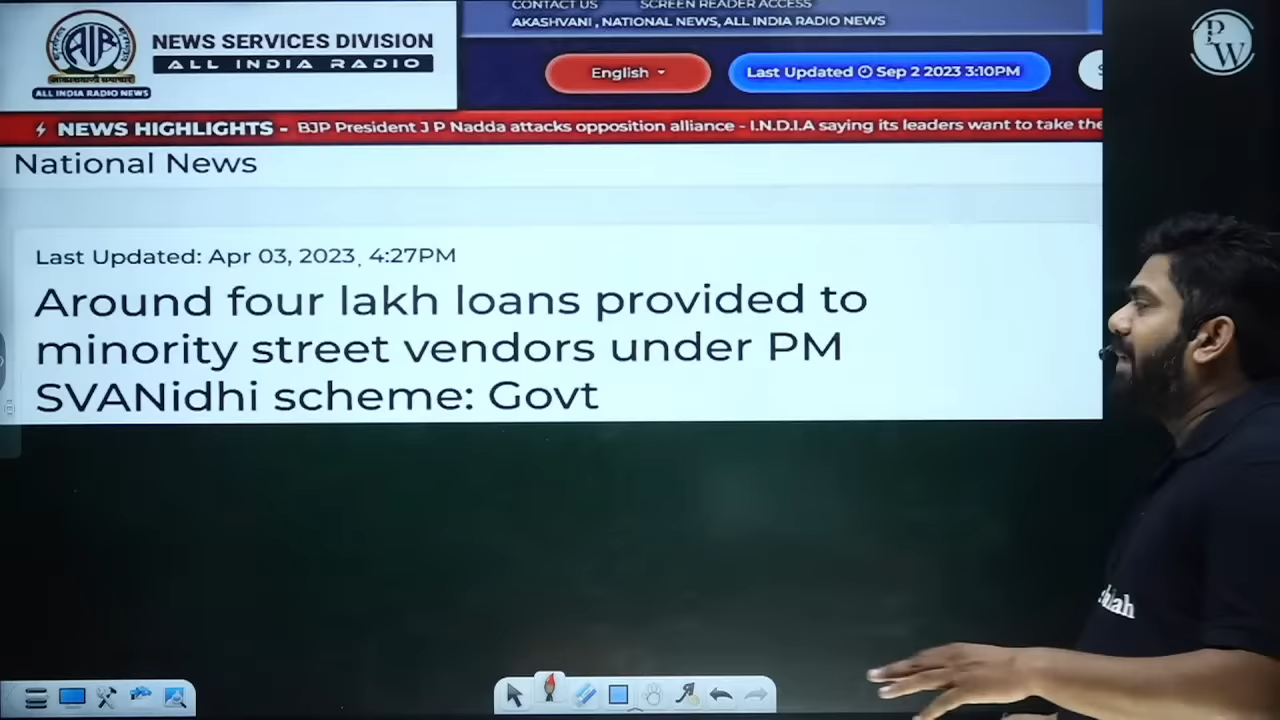 CONTACT US SCREEN READER ACCESS
AKASHVANI , NATIONAL NEWS, ALL INDIA RADIO NEWS
AIR
ALL INDIA RADIO NEWS
NEWS SERVICES DIVISION
ALL INDIA RADIO
English
Last Updated Sep 2 2023 3:10PM
S
NEWS HIGHLIGHTS - BJP President J P Nadda attacks opposition alliance - I.N.D.I.A saying its leaders want to take the
National News
Last Updated: Apr 03, 2023, 4:27PM
Around four lakh loans provided to
minority street vendors under PM
SVANidhi scheme: Govt
PW